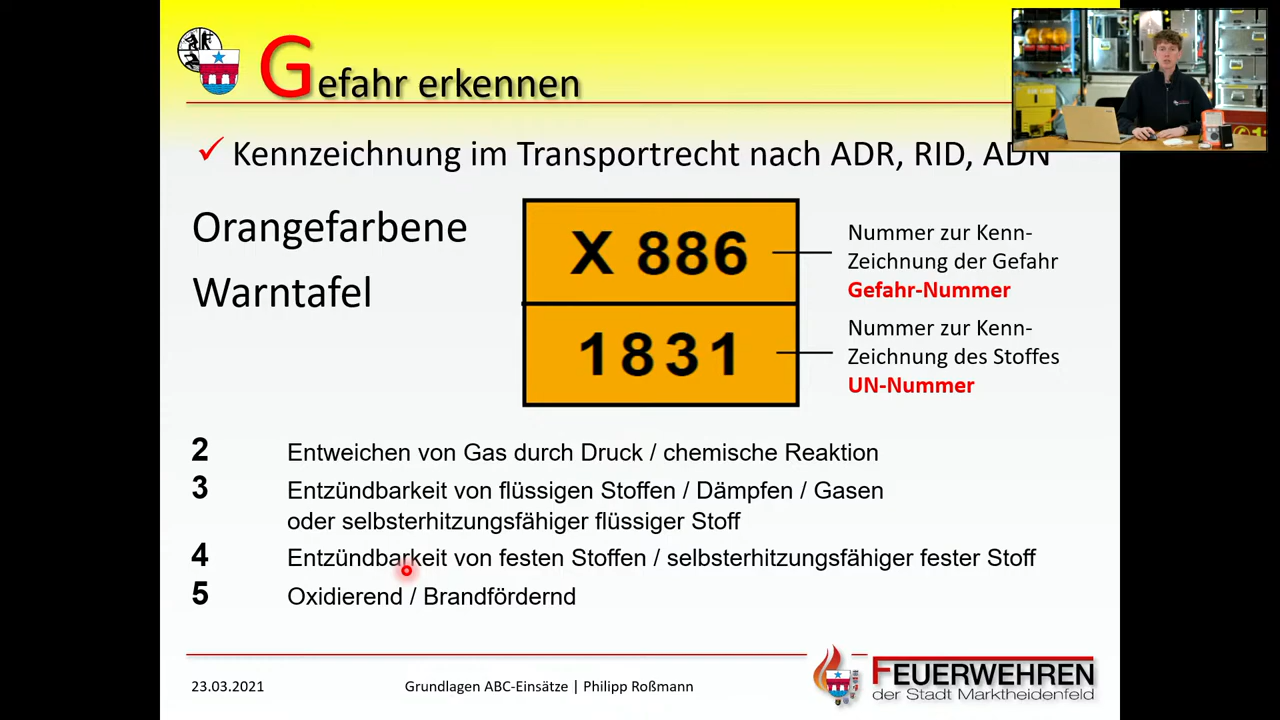 Gefahr erkennen
✓ Kennzeichnung im Transportrecht nach ADR, RID, ADN
Orangefarbene
Warntafel
X 886
1831
Nummer zur Kenn-
Zeichnung der Gefahr
Gefahr-Nummer
Nummer zur Kenn-
Zeichnung des Stoffes
UN-Nummer
2 Entweichen von Gas durch Druck / chemische Reaktion
3 Entzündbarkeit von flüssigen Stoffen / Dämpfen / Gasen
oder selbsterhitzungsfähiger flüssiger Stoff
4 Entzündbarkeit von festen Stoffen / selbsterhitzungsfähiger fester Stoff
5 Oxidierend / Brandfördernd
23.03.2021
Grundlagen ABC-Einsätze | Philipp Roßmann
FEUERWEHREN
der Stadt Marktheidenfeld